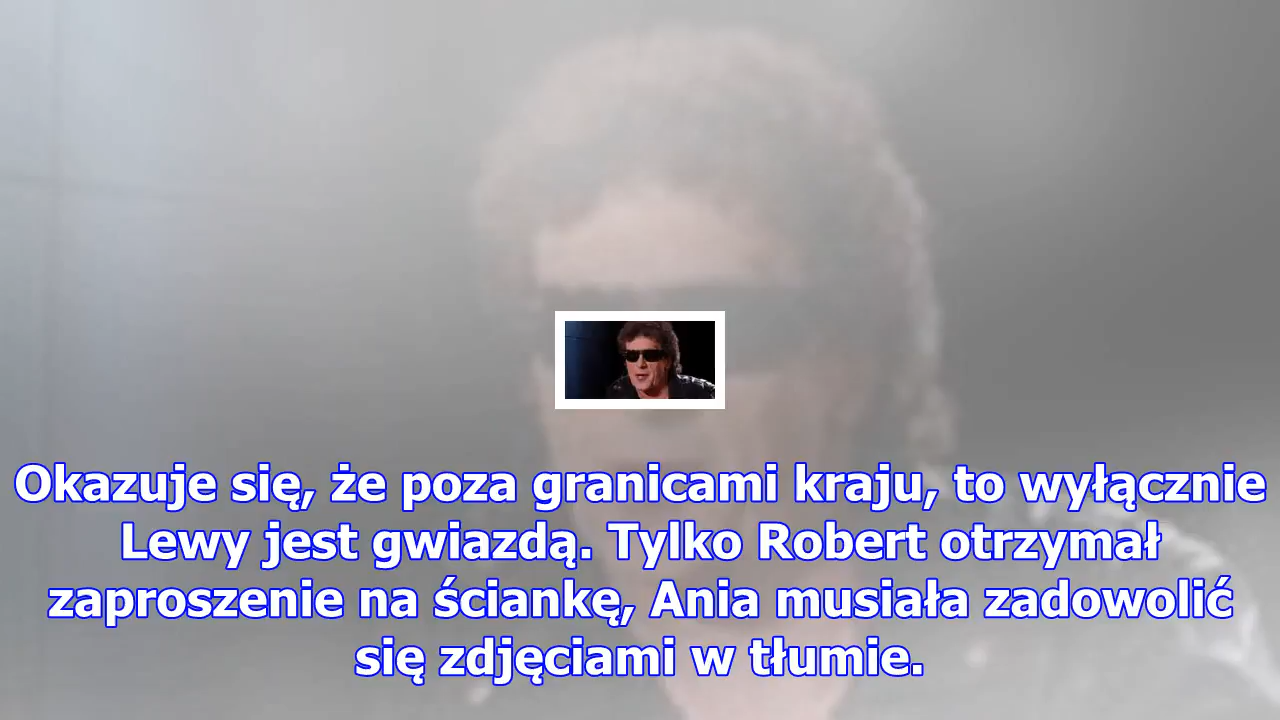 Okazuje się, że poza granicami kraju, to wyłącznie
Lewy jest gwiazdą. Tylko Robert otrzymał
zaproszenie na ściankę, Ania musiała zadowolić
się zdjęciami w tłumie.